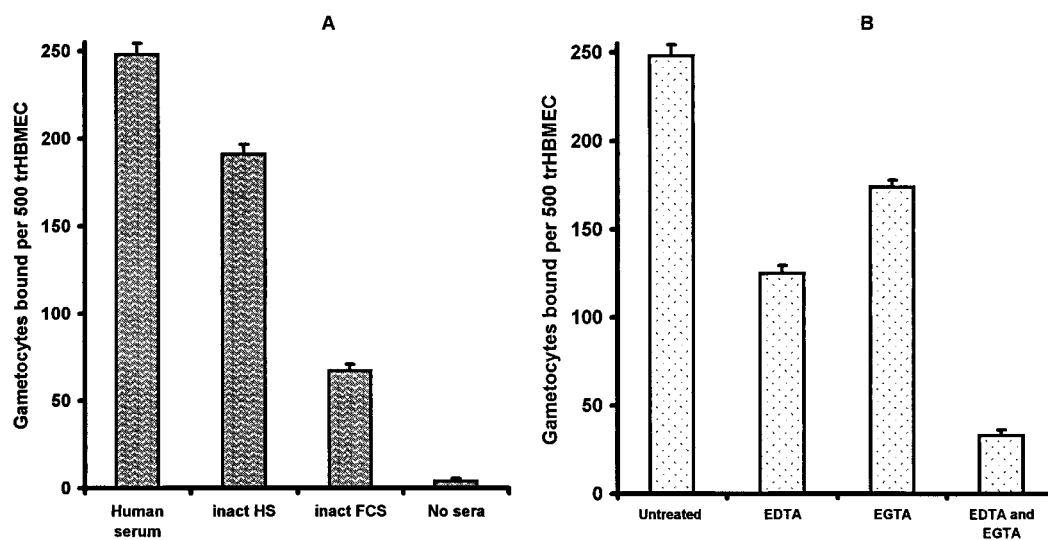 A
Gametocytes bound per 500 trHBMEC
250
200
150
100
50
0
Human
serum
inact HS
inact FCS
No sera
B
Gametocytes bound per 500 trHBMEC
250
200
150
100
50
0
Untreated
EDTA
EGTA
EDTA and
EGTA